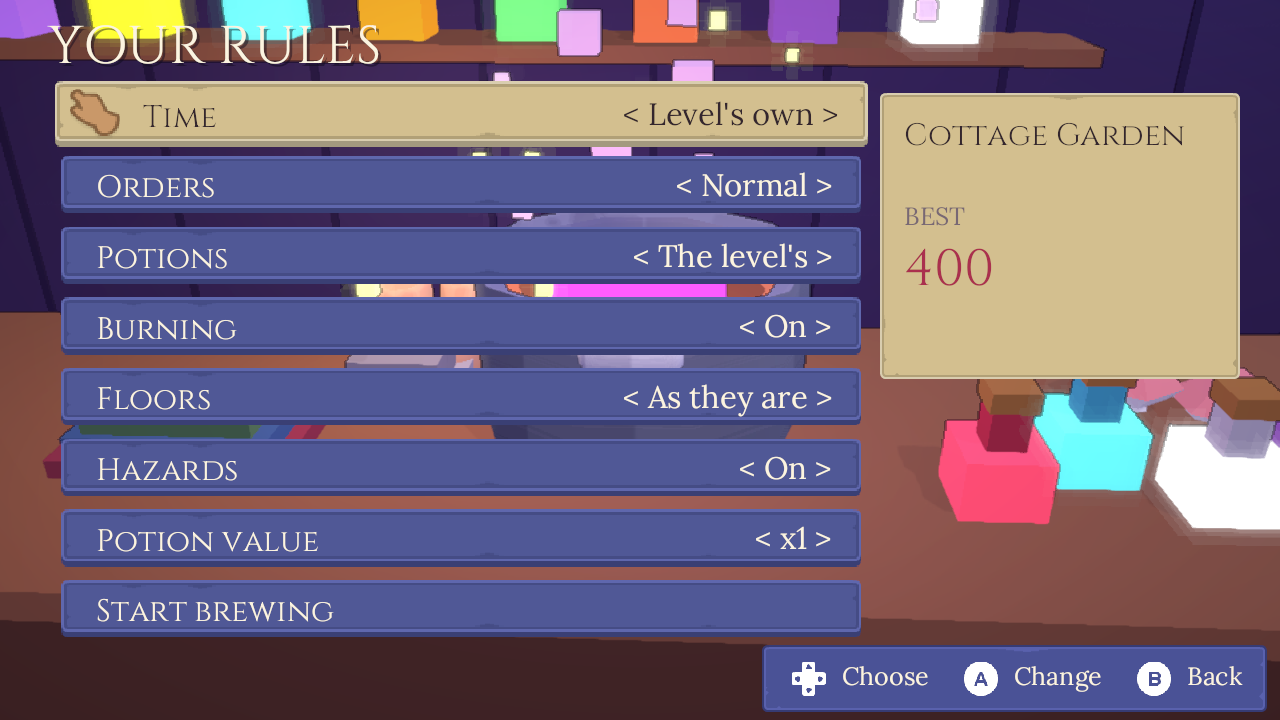 YOUR RULES
TIME < Level's own >
ORDERS < Normal >
POTIONS < The level's >
BURNING < On >
FLOORS < As they are >
HAZARDS < On >
POTION VALUE < x1 >
START BREWING
COTTAGE GARDEN
BEST
400
Choose A Change B Back